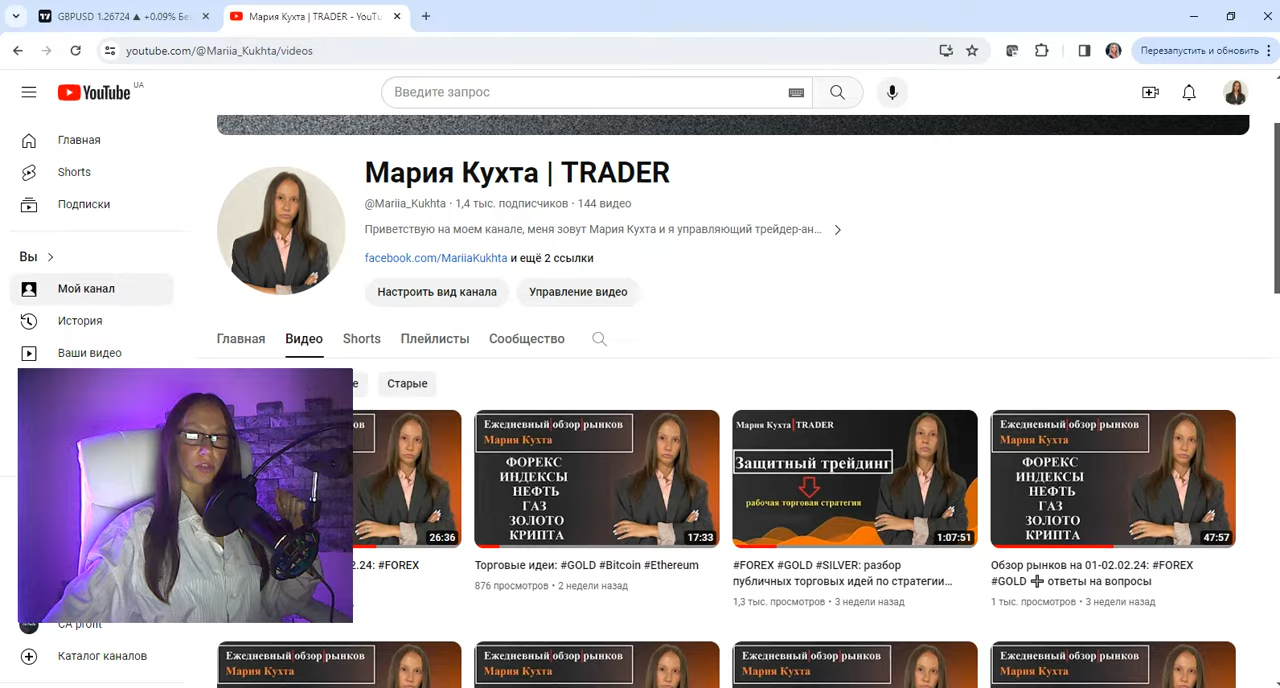 GBPUSD 1.26724 ▲ +0.09% Бе
Мария Кухта | TRADER - YouTu
youtube.com/@Mariia_Kukhta/videos
Перезапустить и обновить
YouTube UA
Введите запрос
Главная
Shorts
Подписки
Вы
Мой канал
История
Ваши видео
CA profit
Каталог каналов
Мария Кухта | TRADER
@Mariia_Kukhta · 1,4 тыс. подписчиков · 144 видео
Приветствую на моем канале, меня зовут Мария Кухта и я управляющий трейдер-ан...
facebook.com/MariiaKukhta и ещё 2 ссылки
Настроить вид канала
Управление видео
Главная
Видео
Shorts
Плейлисты
Сообщество
Старые
ов
26:36
02.24: #FOREX
Ежедневный|обзор|рынков
Мария Кухта
ФОРЕКС
ИНДЕКСЫ
НЕФТЬ
ГАЗ
ЗОЛОТО
КРИПТА
17:33
Торговые идеи: #GOLD #Bitcoin #Ethereum
876 просмотров • 2 недели назад
Мария Кухта|TRADER
Защитный трейдинг
рабочая торговая стратегия
1:07:51
#FOREX #GOLD #SILVER: разбор
публичных торговых идей по стратегии...
1,3 тыс. просмотров • 3 недели назад
Ежедневный|обзор|рынков
Мария Кухта
ФОРЕКС
ИНДЕКСЫ
НЕФТЬ
ГАЗ
ЗОЛОТО
КРИПТА
47:57
Обзор рынков на 01-02.02.24: #FOREX
#GOLD ➕ ответы на вопросы
1 тыс. просмотров • 3 недели назад
Ежедневный|обзор|рынков
Мария Кухта
Ежедневный|обзор|рынков
Мария Кухта
Ежедневный|обзор|рынков
Мария Кухта
Ежедневный|обзор|рынков
Мария Кухта